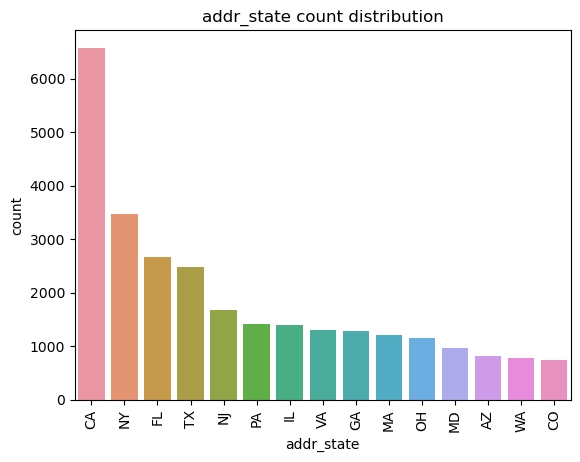 addr_state count distribution
count
6000
5000
4000
3000
2000
1000
0
CA NY FL TX NJ PA IL VA GA MA OH MD AZ WA CO
addr_state